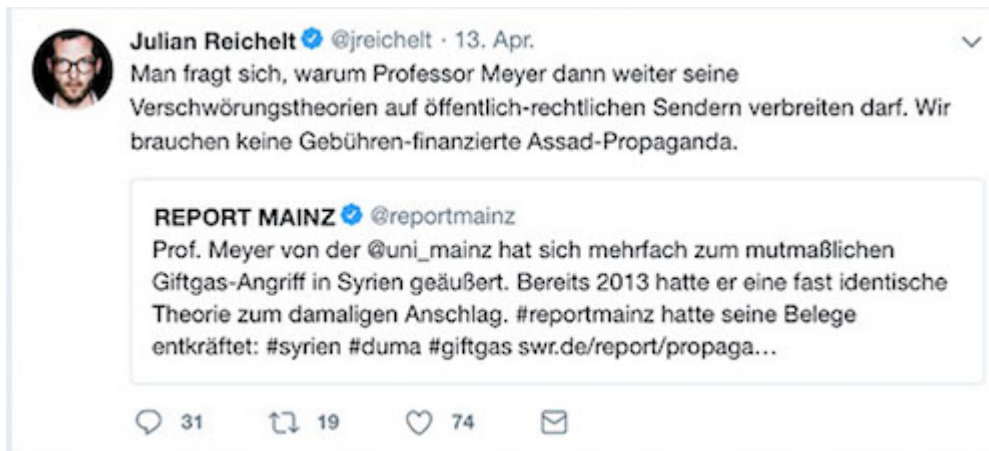 Julian Reichelt @jreichelt · 13. Apr.
Man fragt sich, warum Professor Meyer dann weiter seine
Verschwörungstheorien auf öffentlich-rechtlichen Sendern verbreiten darf. Wir
brauchen keine Gebühren-finanzierte Assad-Propaganda.
REPORT MAINZ @reportmainz
Prof. Meyer von der @uni_mainz hat sich mehrfach zum mutmaßlichen
Giftgas-Angriff in Syrien geäußert. Bereits 2013 hatte er eine fast identische
Theorie zum damaligen Anschlag. #reportmainz hatte seine Belege
entkräftet: #syrien #duma #giftgas swr.de/report/propaga…
31 19 74